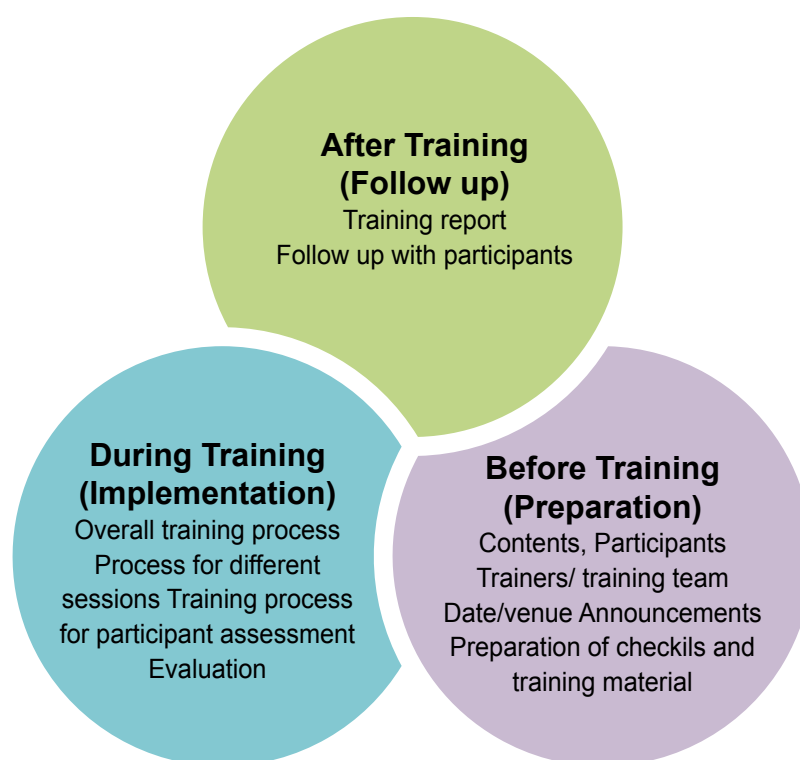 After Training
(Follow up)
Training report
Follow up with participants
During Training
(Implementation)
Overall training process
Process for different
sessions Training process
for participant assessment
Evaluation
Before Training
(Preparation)
Contents, Participants
Trainers/ training team
Date/venue Announcements
Preparation of checkils and
training material